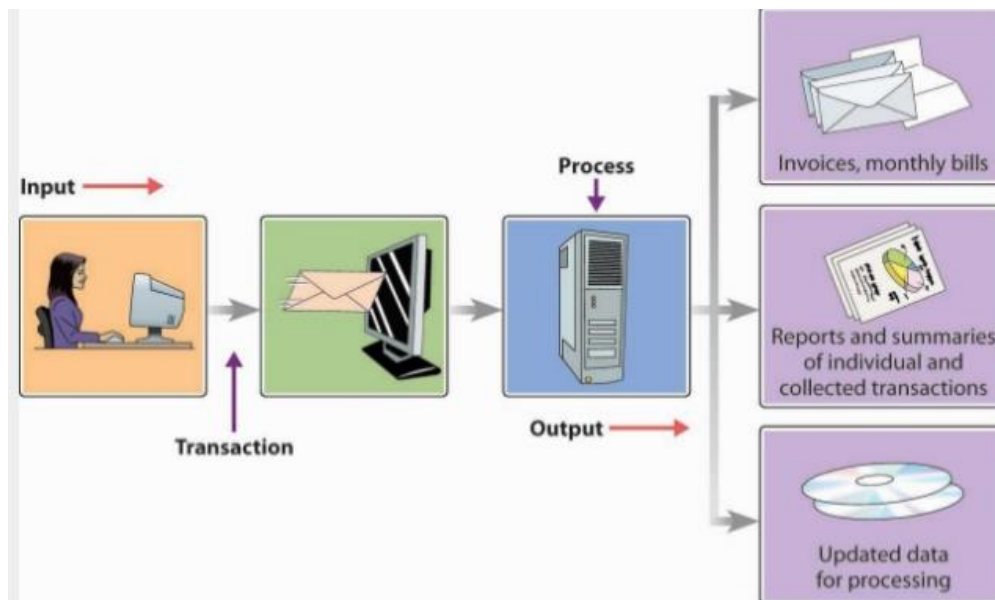 Input
Transaction
Process
Output
Invoices, monthly bills
Reports and summaries
of individual and
collected transactions
Updated data
for processing